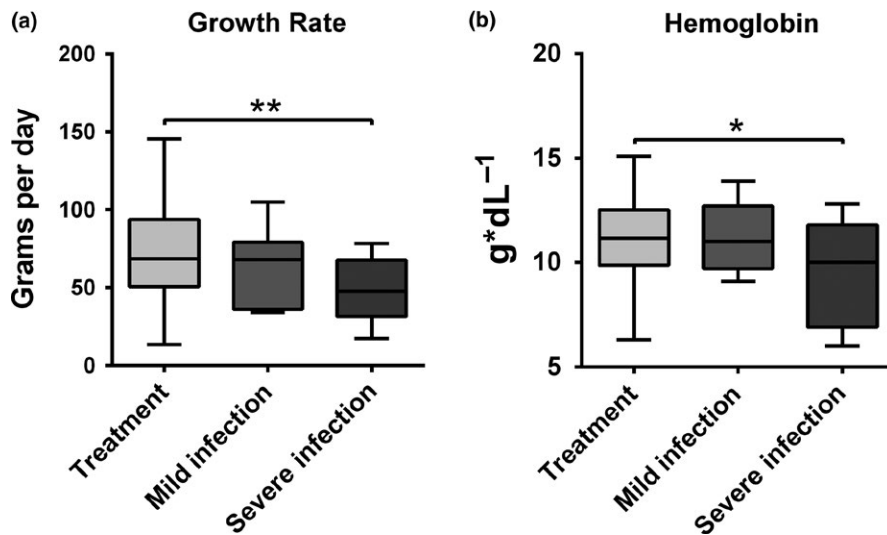 (a)
Growth Rate
Grams per day
200
150
100
50
0
**
Treatment
Mild infection
Severe infection
(b)
Hemoglobin
g*dL⁻¹
20
15
10
5
*
Treatment
Mild infection
Severe infection